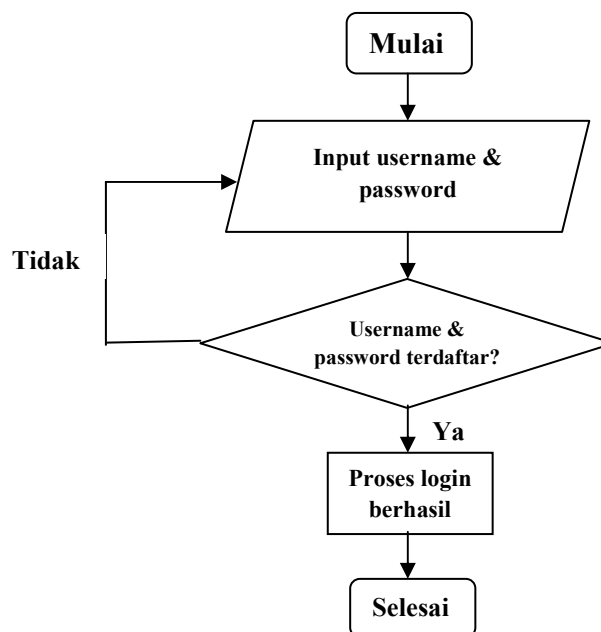 Mulai
Input username &
password
Tidak
Username &
password terdaftar?
Ya
Proses login
berhasil
Selesai